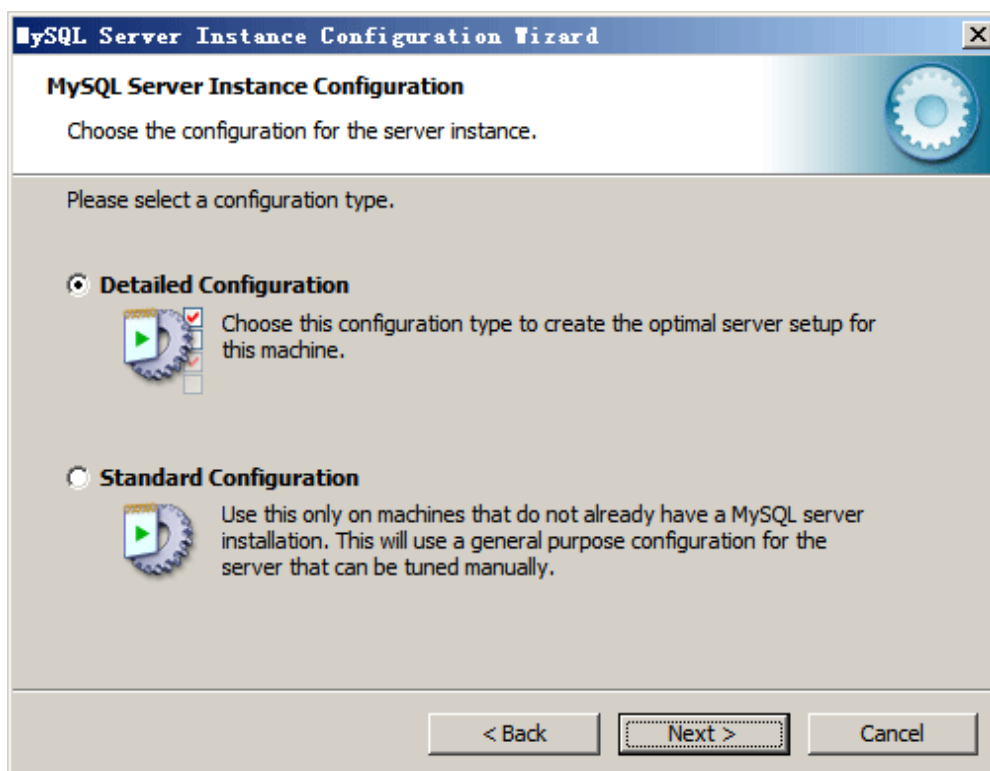 MySQL Server Instance Configuration Wizard
MySQL Server Instance Configuration
Choose the configuration for the server instance.
Please select a configuration type.
Detailed Configuration
Choose this configuration type to create the optimal server setup for
this machine.
Standard Configuration
Use this only on machines that do not already have a MySQL server
installation. This will use a general purpose configuration for the
server that can be tuned manually.
< Back Next > Cancel